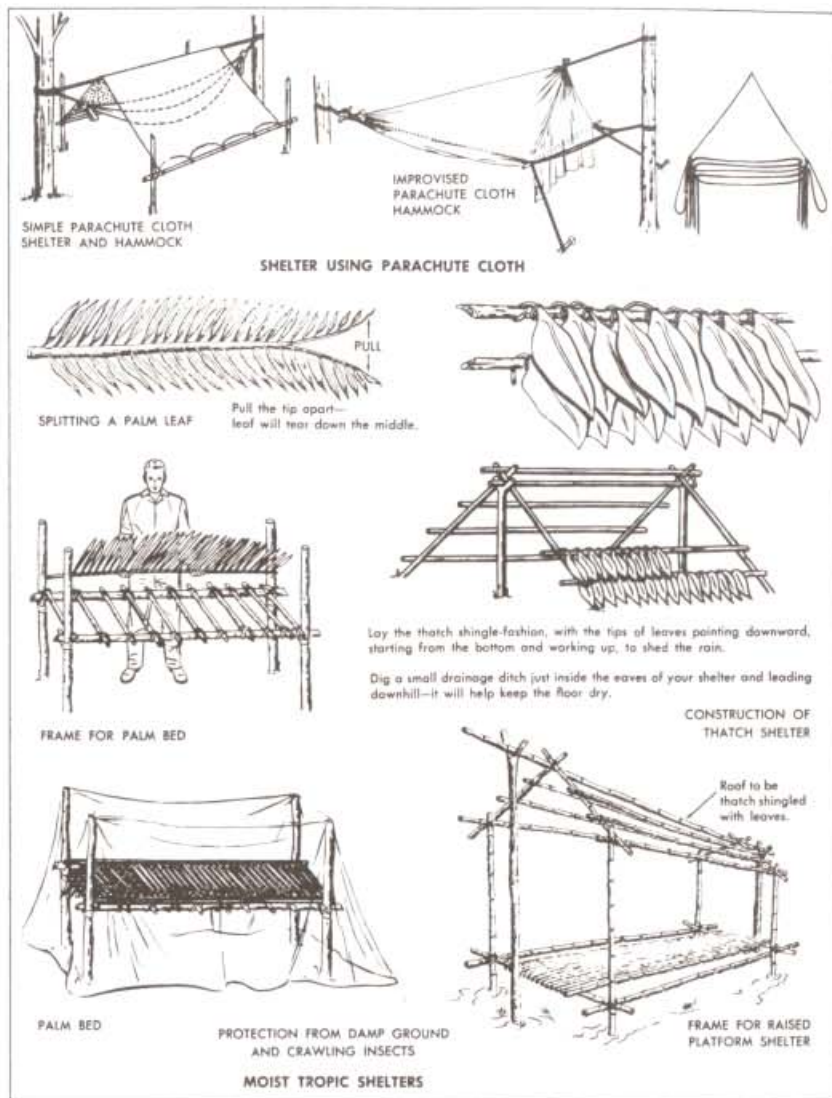 SIMPLE PARACHUTE CLOTH
SHELTER AND HAMMOCK
IMPROVISED
PARACHUTE CLOTH
HAMMOCK
SHELTER USING PARACHUTE CLOTH
PULL
SPLITTING A PALM LEAF
Pull the tip apart—
leaf will tear down the middle.
Lay the thatch shingle-fashion, with the tips of leaves pointing downward,
starting from the bottom and working up, to shed the rain.
Dig a small drainage ditch just inside the eaves of your shelter and leading
downhill—it will help keep the floor dry.
CONSTRUCTION OF
THATCH SHELTER
FRAME FOR PALM BED
Roof to be
thatch shingled
with leaves.
PALM BED
PROTECTION FROM DAMP GROUND
AND CRAWLING INSECTS
FRAME FOR RAISED
PLATFORM SHELTER
MOIST TROPIC SHELTERS